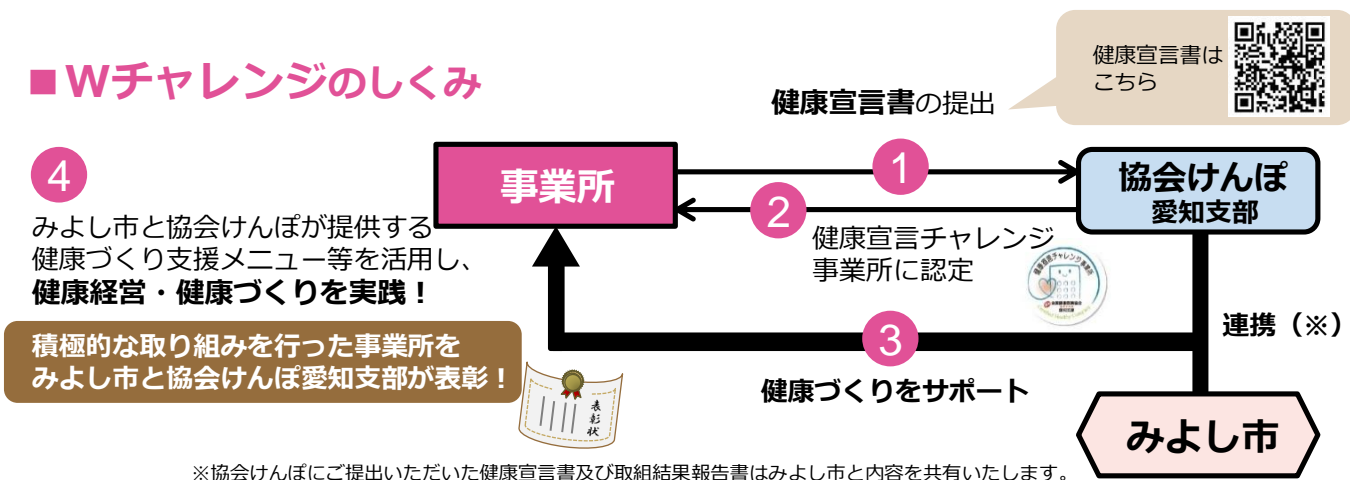 ■Wチャレンジのしくみ
健康宣言書は
こちら
健康宣言書の提出
1
事業所
協会けんぽ
愛知支部
2
健康宣言チャレンジ
事業所に認定
4
みよし市と協会けんぽが提供する
健康づくり支援メニュー等を活用し、
健康経営・健康づくりを実践！
積極的な取り組みを行った事業所を
みよし市と協会けんぽ愛知支部が表彰！
表彰状
3
健康づくりをサポート
連携（※）
みよし市
※協会けんぽにご提出いただいた健康宣言書及び取組結果報告書はみよし市と内容を共有いたします。